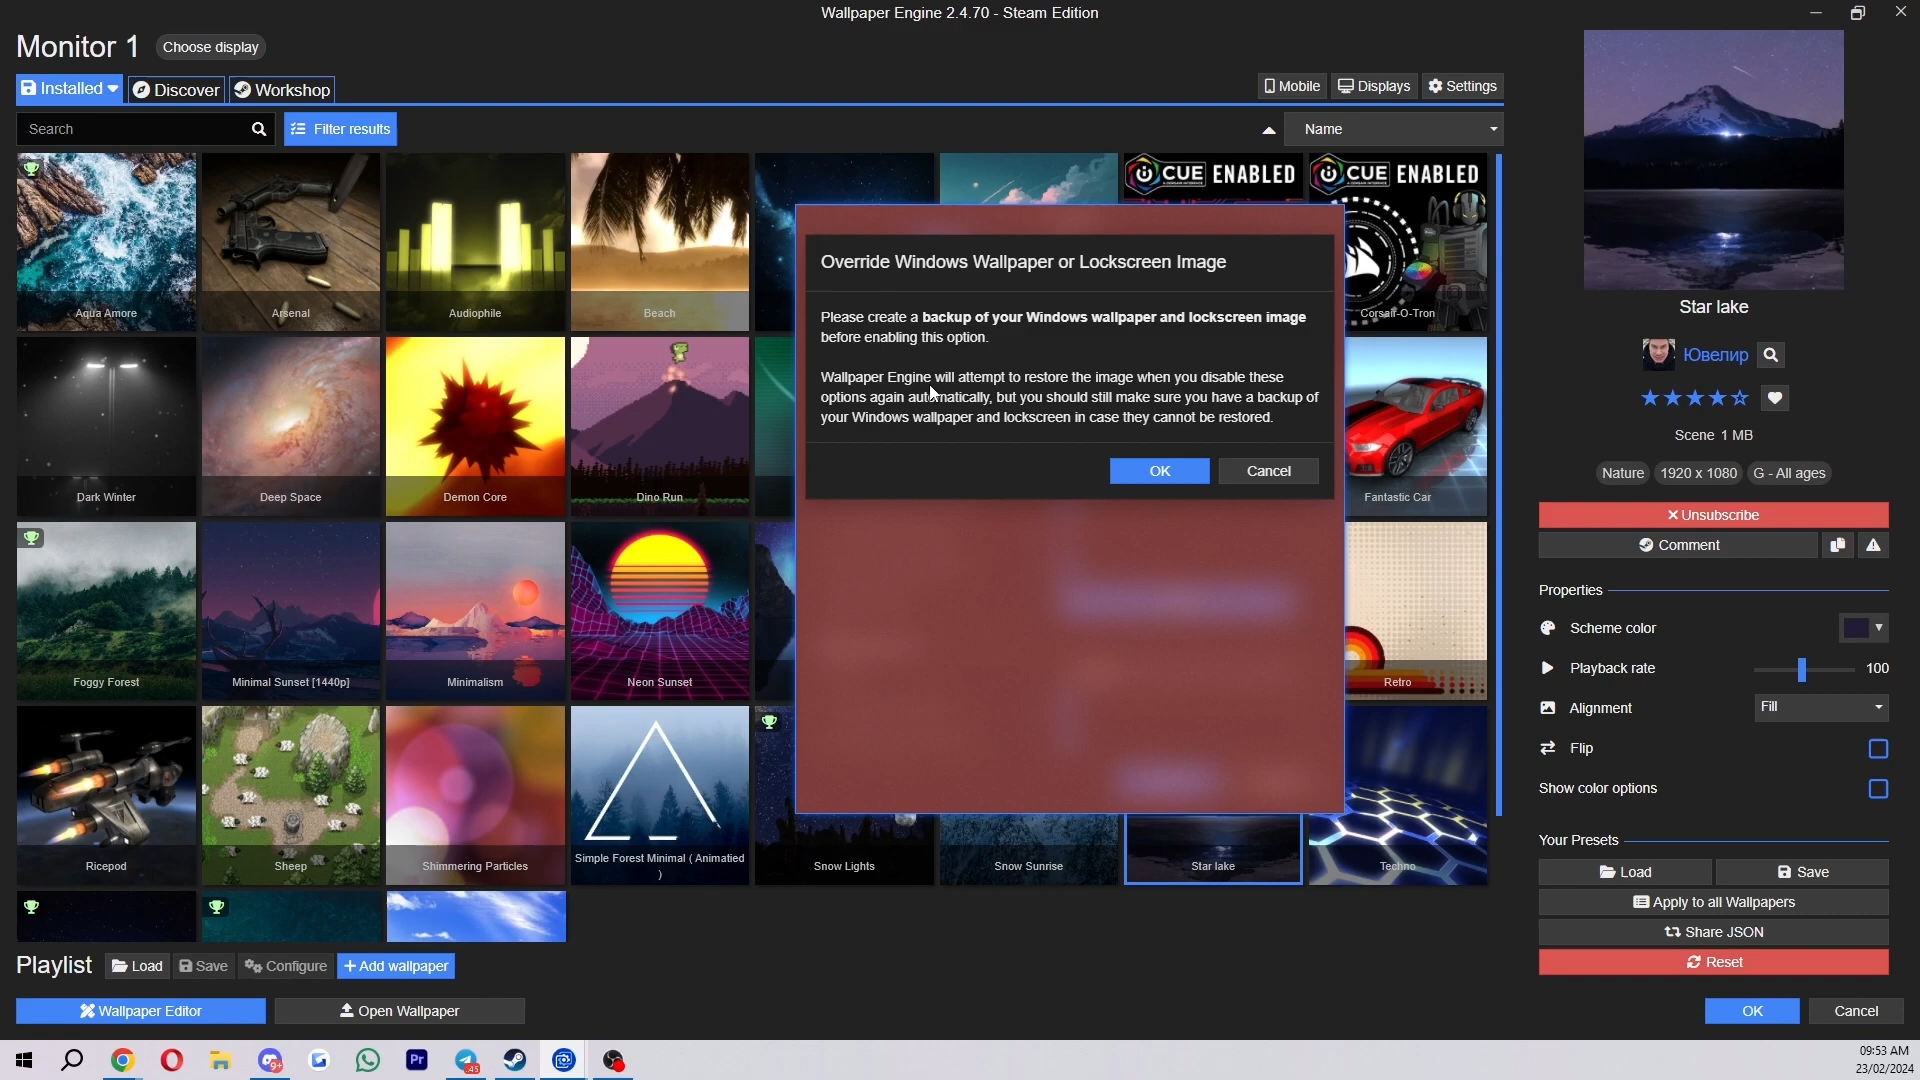 Wallpaper Engine 2.4.70 - Steam Edition
Monitor 1
Choose display
Installed
Discover
Workshop
Mobile
Displays
Settings
Search
Filter results
Name
CUE ENABLED
CUE ENABLED
Aqua Amore
Arsenal
Audiophile
Beach
Corsair-O-Tron
Dark Winter
Deep Space
Demon Core
Dino Run
Fantastic Car
Foggy Forest
Minimal Sunset [1440p]
Minimalism
Neon Sunset
Retro
Ricepod
Sheep
Shimmering Particles
Simple Forest Minimal ( Animatied
)
Snow Lights
Snow Sunrise
Star lake
Techno
Override Windows Wallpaper or Lockscreen Image
Please create a backup of your Windows wallpaper and lockscreen image
before enabling this option.
Wallpaper Engine will attempt to restore the image when you disable these
options again automatically, but you should still make sure you have a backup of
your Windows wallpaper and lockscreen in case they cannot be restored.
OK
Cancel
Star lake
Ювелир
Scene 1 MB
Nature
1920 x 1080
G - All ages
Unsubscribe
Comment
Properties
Scheme color
Playback rate
100
Alignment
Fill
Flip
Show color options
Your Presets
Load
Save
Apply to all Wallpapers
Share JSON
Reset
Playlist
Load
Save
Configure
Add wallpaper
Wallpaper Editor
Open Wallpaper
OK
Cancel
9+
Pr
45
09:53 AM
23/02/2024